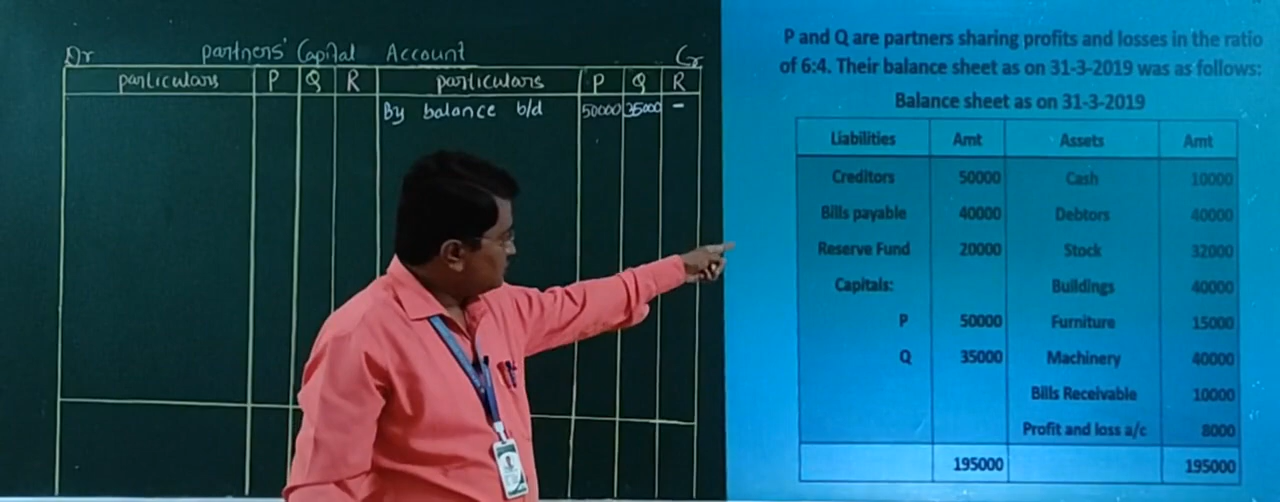 Dr partners' Capital Account Cr
particulars P Q R particulars P Q R
By balance b/d 50000 35000 -
P and Q are partners sharing profits and losses in the ratio
of 6:4. Their balance sheet as on 31-3-2019 was as follows:
Balance sheet as on 31-3-2019
Liabilities Amt Assets Amt
Creditors 50000 Cash 10000
Bills payable 40000 Debtors 40000
Reserve Fund 20000 Stock 32000
Capitals: Buildings 40000
P 50000 Furniture 15000
Q 35000 Machinery 40000
Bills Receivable 10000
Profit and loss a/c 8000
195000 195000